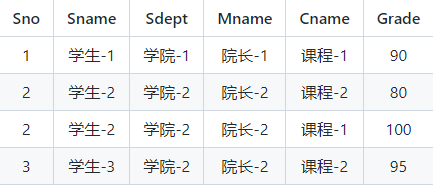 Sno Sname Sdept Mname Cname Grade
1 学生-1 学院-1 院长-1 课程-1 90
2 学生-2 学院-2 院长-2 课程-2 80
2 学生-2 学院-2 院长-2 课程-1 100
3 学生-3 学院-2 院长-2 课程-2 95